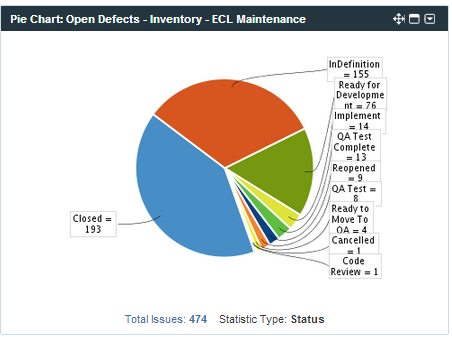 Pie Chart: Open Defects - Inventory - ECL Maintenance
InDefinition
= 155
Ready for
Developme
nt = 76
Implement
= 14
QA Test
Complete
= 13
Reopened
= 9
QA Test =
8
Ready to
Move To
QA = 4
Cancelled
= 1
Code
Review = 1
Closed =
193
Total Issues: 474 Statistic Type: Status